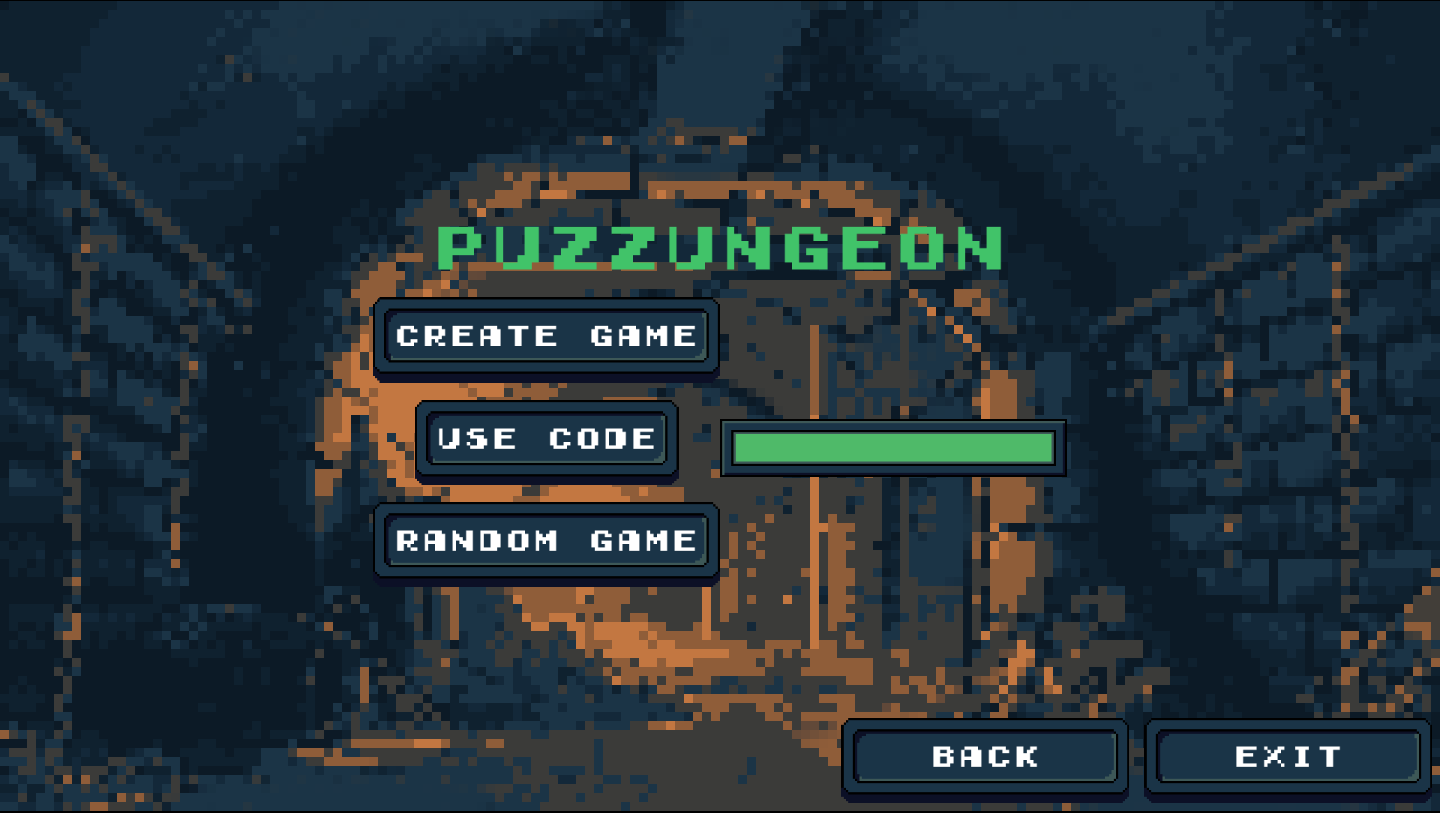 PUZZUNGEON
CREATE GAME
USE CODE
RANDOM GAME
BACK
EXIT